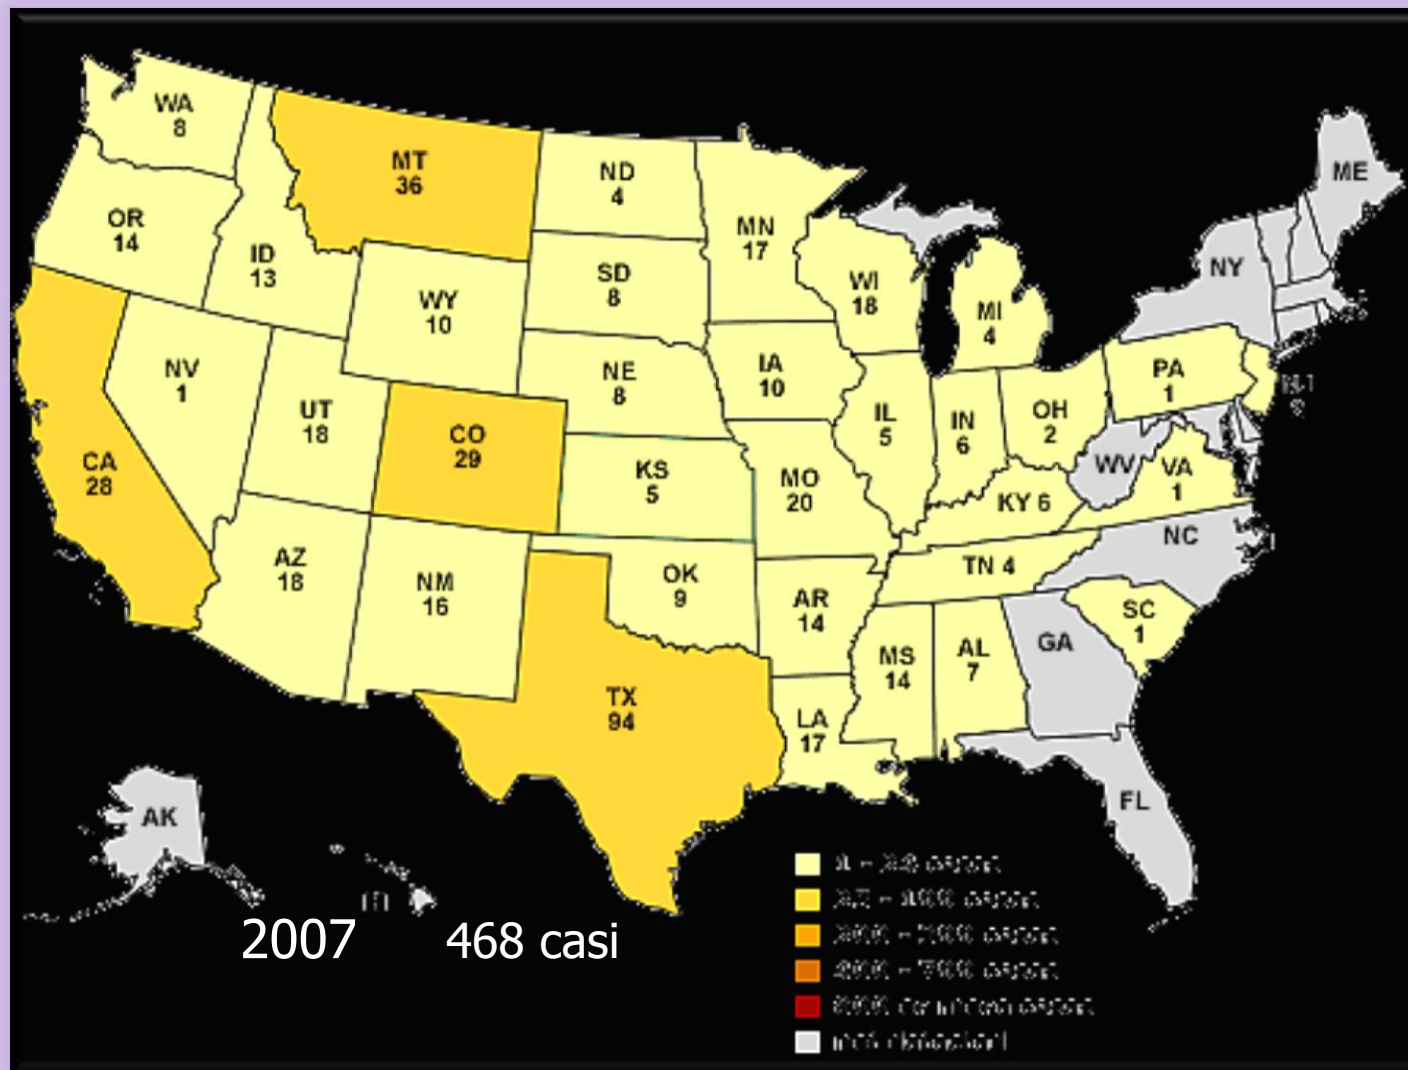 WA
8
MT
36
ND
4
MN
17
ME
OR
14
ID
13
WY
10
SD
8
WI
18
MI
4
NY
NV
1
UT
18
CO
29
NE
8
IA
10
IL
5
IN
6
OH
2
PA
1
CA
28
KS
5
MO
20
KY 6
WV
VA
1
AZ
18
NM
16
OK
9
AR
14
TN 4
NC
SC
1
TX
94
LA
17
MS
14
AL
7
GA
FL
AK
2007 468 casi